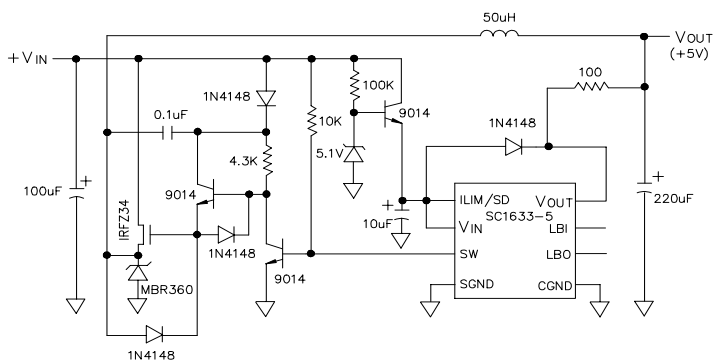 50uH
VOUT
(+5V)
+VIN
1N4148
100K
100
0.1uF
10K
9014
1N4148
4.3K
5.1V
100uF
+
9014
+
10uF
ILIM/SD
VOUT
SC1633-5
VIN
LBI
SW
LBO
SGND
CGND
+
220uF
IRFZ34
1N4148
9014
MBR360
1N4148